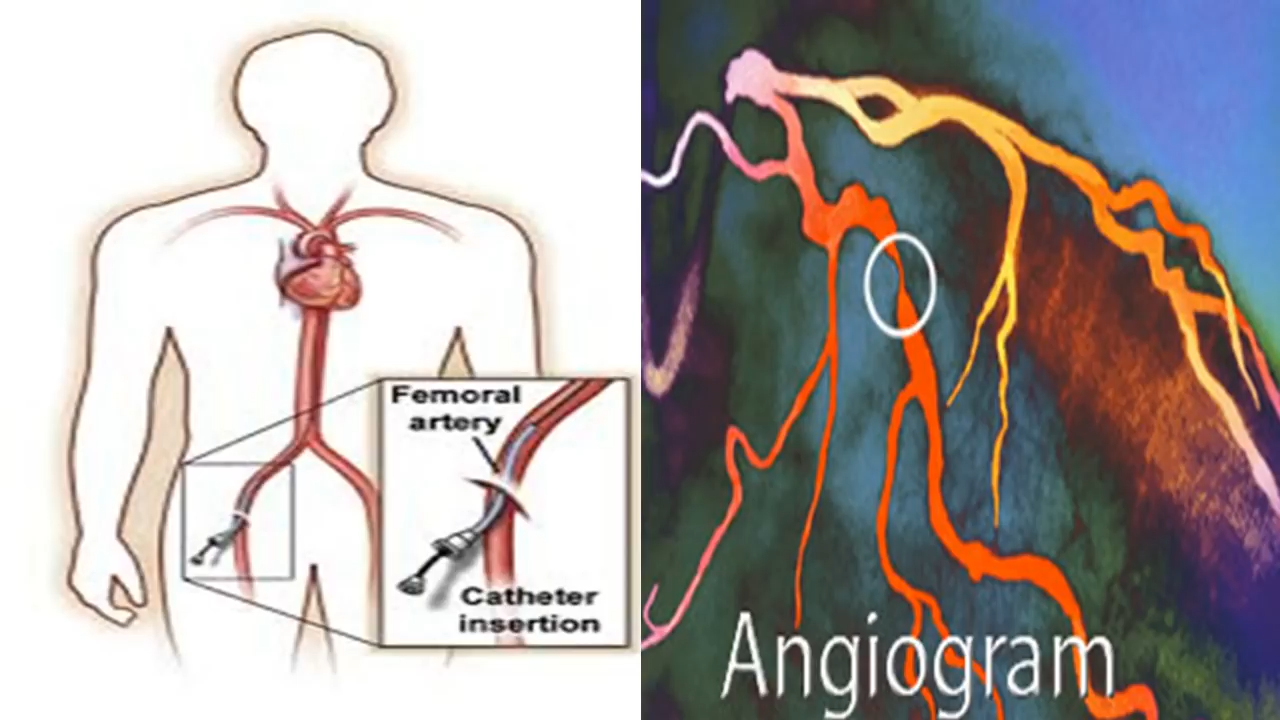 Femoral
artery
Catheter
insertion
Angiogram